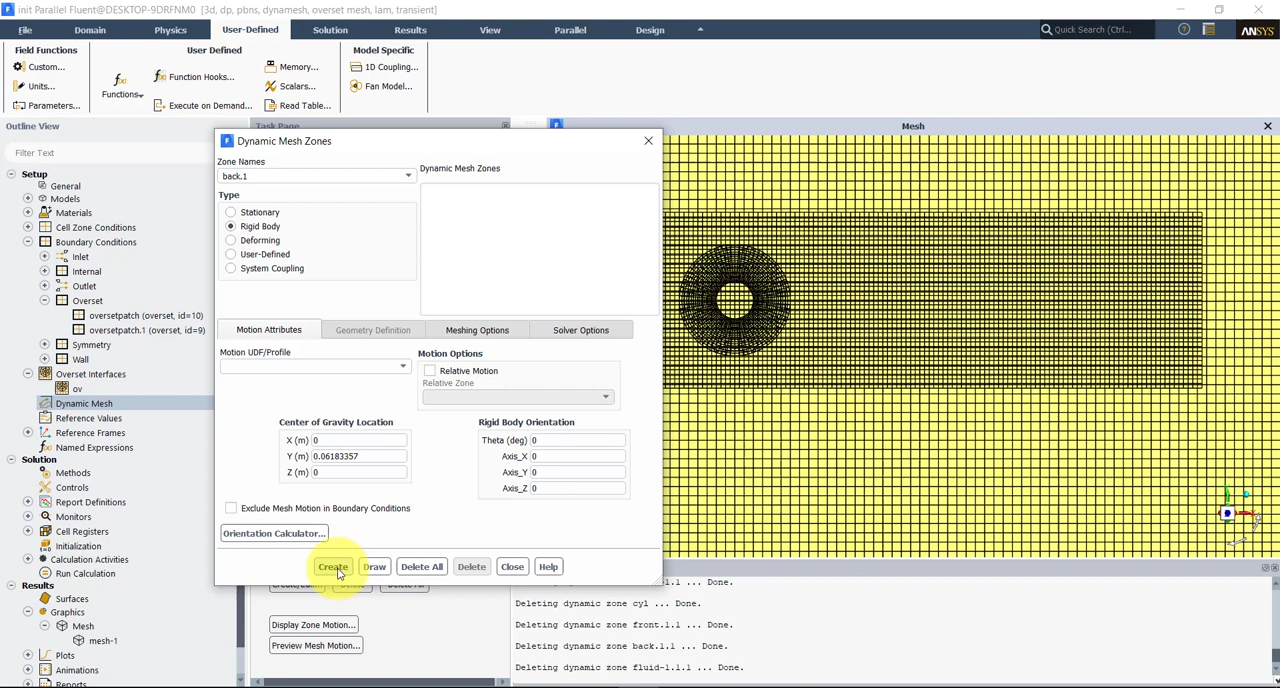 init Parallel Fluent@DESKTOP-9DRFNM0 [3d, dp, pbns, dynamesh, overset mesh, lam, transient]
File Domain Physics User-Defined Solution Results View Parallel Design Quick Search (Ctrl... ANSYS
Field Functions User Defined Model Specific
Custom...
Units...
Parameters...
Functions
Function Hooks...
Execute on Demand...
Memory...
Scalars...
Read Table...
1D Coupling...
Fan Model...
Outline View
Filter Text
Setup
General
Models
Materials
Cell Zone Conditions
Boundary Conditions
Inlet
Internal
Outlet
Overset
oversetpatch (overset, id=10)
oversetpatch.1 (overset, id=9)
Symmetry
Wall
Overset Interfaces
ov
Dynamic Mesh
Reference Values
Reference Frames
Named Expressions
Solution
Methods
Controls
Report Definitions
Monitors
Cell Registers
Initialization
Calculation Activities
Run Calculation
Results
Surfaces
Graphics
Mesh
mesh-1
Plots
Animations
Reports
Task Page
Dynamic Mesh Zones
Zone Names
back.1
Type
Stationary
Rigid Body
Deforming
User-Defined
System Coupling
Dynamic Mesh Zones
Motion Attributes Geometry Definition Meshing Options Solver Options
Motion UDF/Profile
Motion Options
Relative Motion
Relative Zone
Center of Gravity Location
X (m) 0
Y (m) 0.06183357
Z (m) 0
Rigid Body Orientation
Theta (deg) 0
Axis_X 0
Axis_Y 0
Axis_Z 0
Exclude Mesh Motion in Boundary Conditions
Orientation Calculator...
Create Draw Delete All Delete Close Help
Display Zone Motion...
Preview Mesh Motion...
Mesh
l.1 ... Done.
Deleting dynamic zone cyl ... Done.
Deleting dynamic zone front.1.1 ... Done.
Deleting dynamic zone back.1.1 ... Done.
Deleting dynamic zone fluid-1.1.1 ... Done.